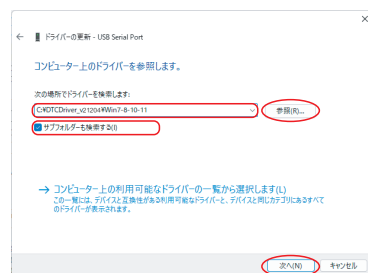 ドライバーの更新 - USB Serial Port
コンピューター上のドライバーを参照します。
次の場所でドライバーを検索します:
C:¥DTCDriver_v21204¥Win7-8-10-11
参照(R)...
サブフォルダーも検索する(I)
→ コンピューター上の利用可能なドライバーの一覧から選択します(L)
この一覧には、デバイスと互換性がある利用可能なドライバーと、デバイスと同じカテゴリにあるすべて
のドライバーが表示されます。
次へ(N)
キャンセル